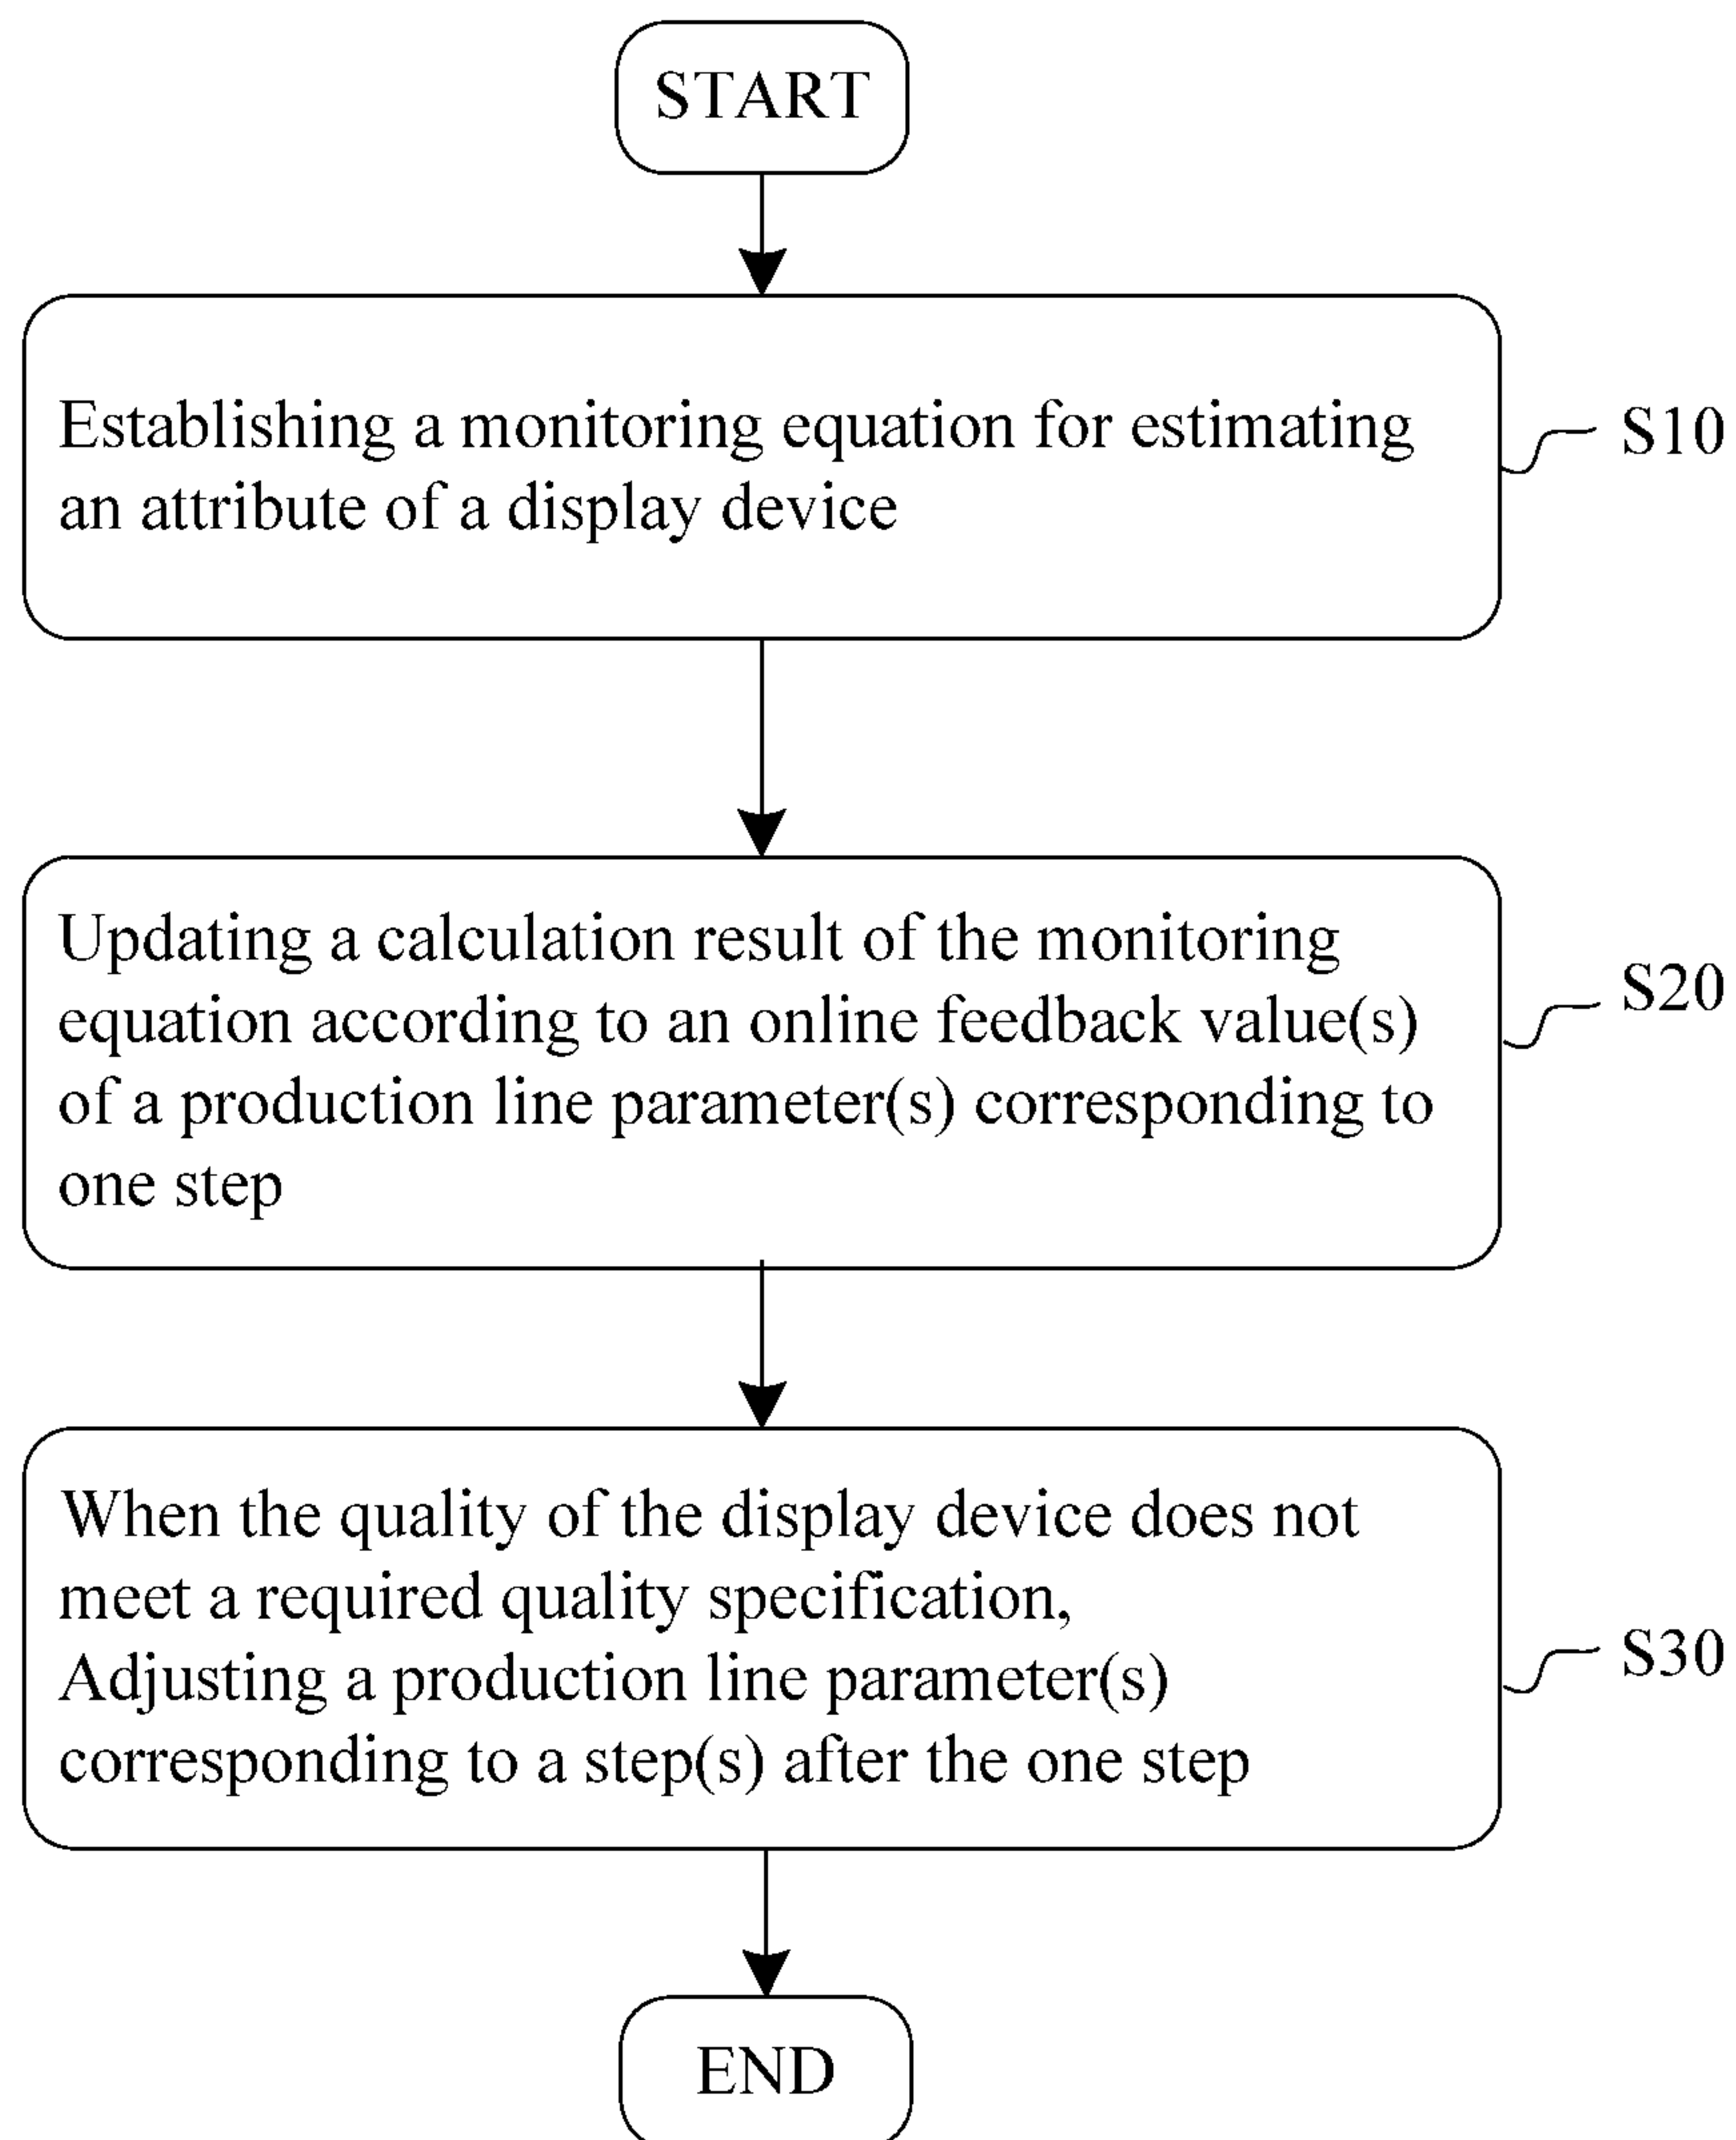 START
Establishing a monitoring equation for estimating
an attribute of a display device
S10
Updating a calculation result of the monitoring
equation according to an online feedback value(s)
of a production line parameter(s) corresponding to
one step
S20
When the quality of the display device does not
meet a required quality specification,
Adjusting a production line parameter(s)
corresponding to a step(s) after the one step
S30
END